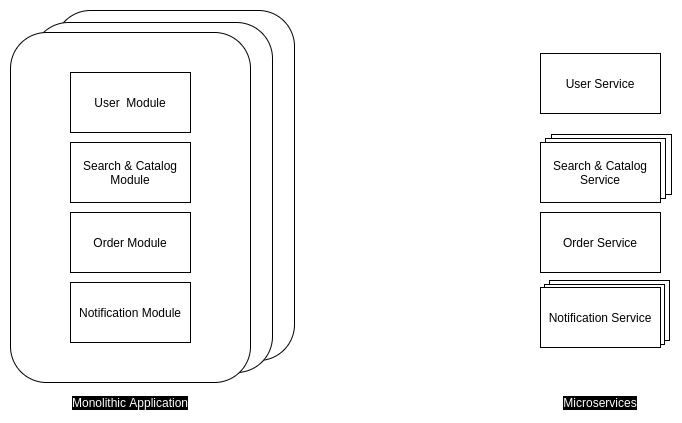 User  Module
Search & Catalog
Module
Order Module
Notification Module
Monolithic Application
User Service
Search & Catalog
Service
Order Service
Notification Service
Microservices